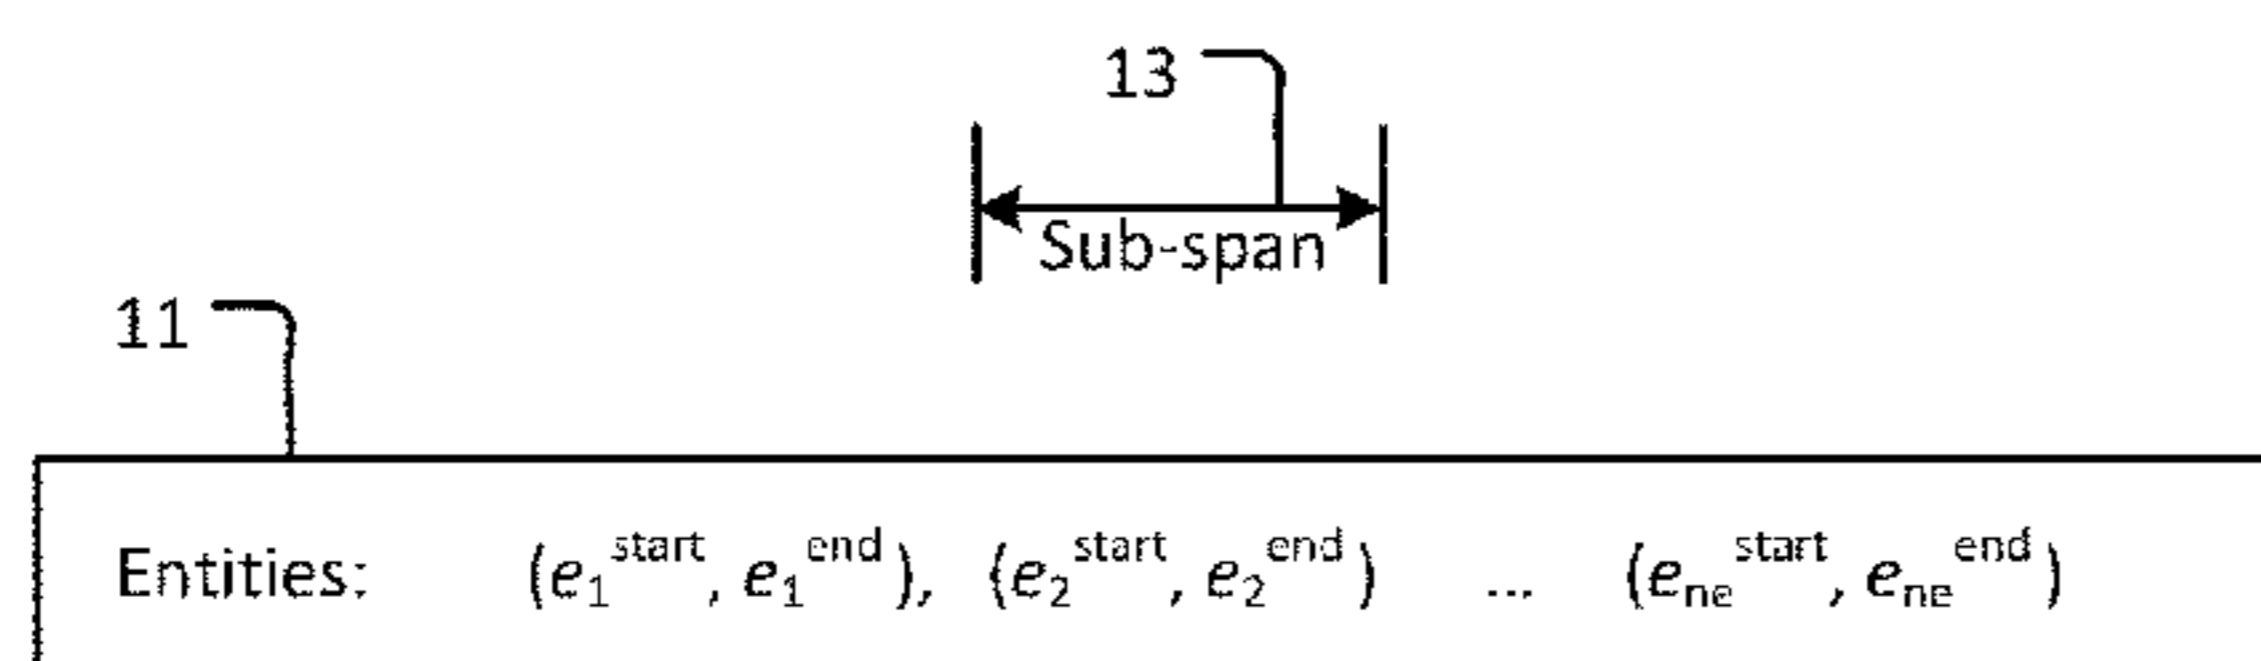 13
Sub-span
11
Entities: (e₁ˢᵗᵃʳᵗ, e₁ᵉⁿᵈ), (e₂ˢᵗᵃʳᵗ, e₂ᵉⁿᵈ) ... (eₙₑˢᵗᵃʳᵗ, eₙₑᵉⁿᵈ)